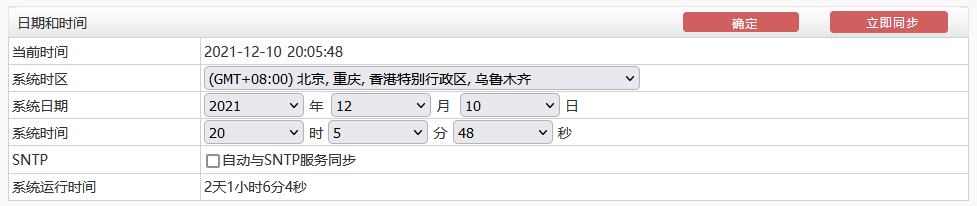 日期和时间 确定 立即同步
当前时间 2021-12-10 20:05:48
系统时区 (GMT+08:00) 北京, 重庆, 香港特别行政区, 乌鲁木齐
系统日期 2021 年 12 月 10 日
系统时间 20 时 5 分 48 秒
SNTP 自动与SNTP服务同步
系统运行时间 2天1小时6分4秒